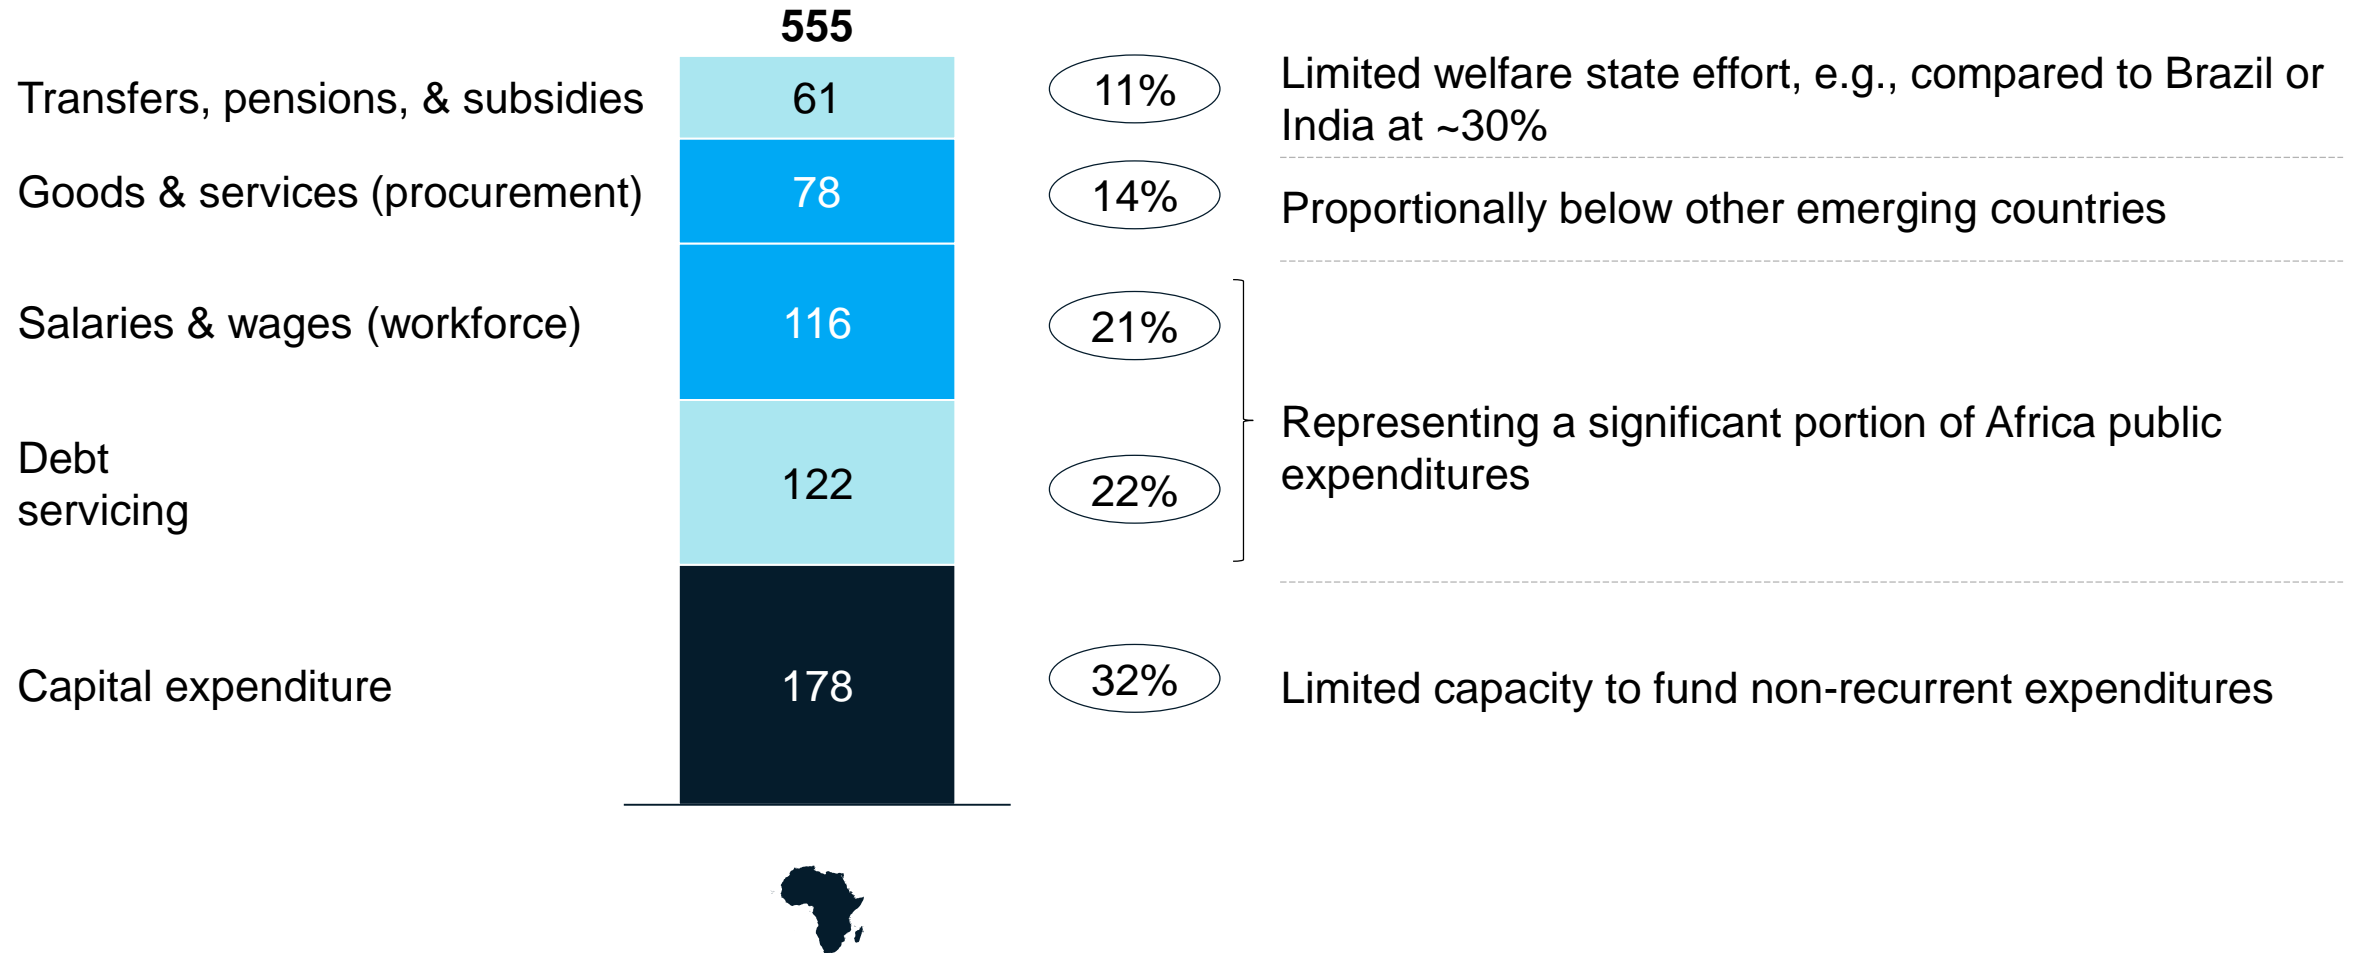 555
Transfers, pensions, & subsidies
61
11%
Limited welfare state effort, e.g., compared to Brazil or
India at ~30%
Goods & services (procurement)
78
14%
Proportionally below other emerging countries
Salaries & wages (workforce)
116
21%
Debt
servicing
122
22%
Representing a significant portion of Africa public
expenditures
Capital expenditure
178
32%
Limited capacity to fund non-recurrent expenditures